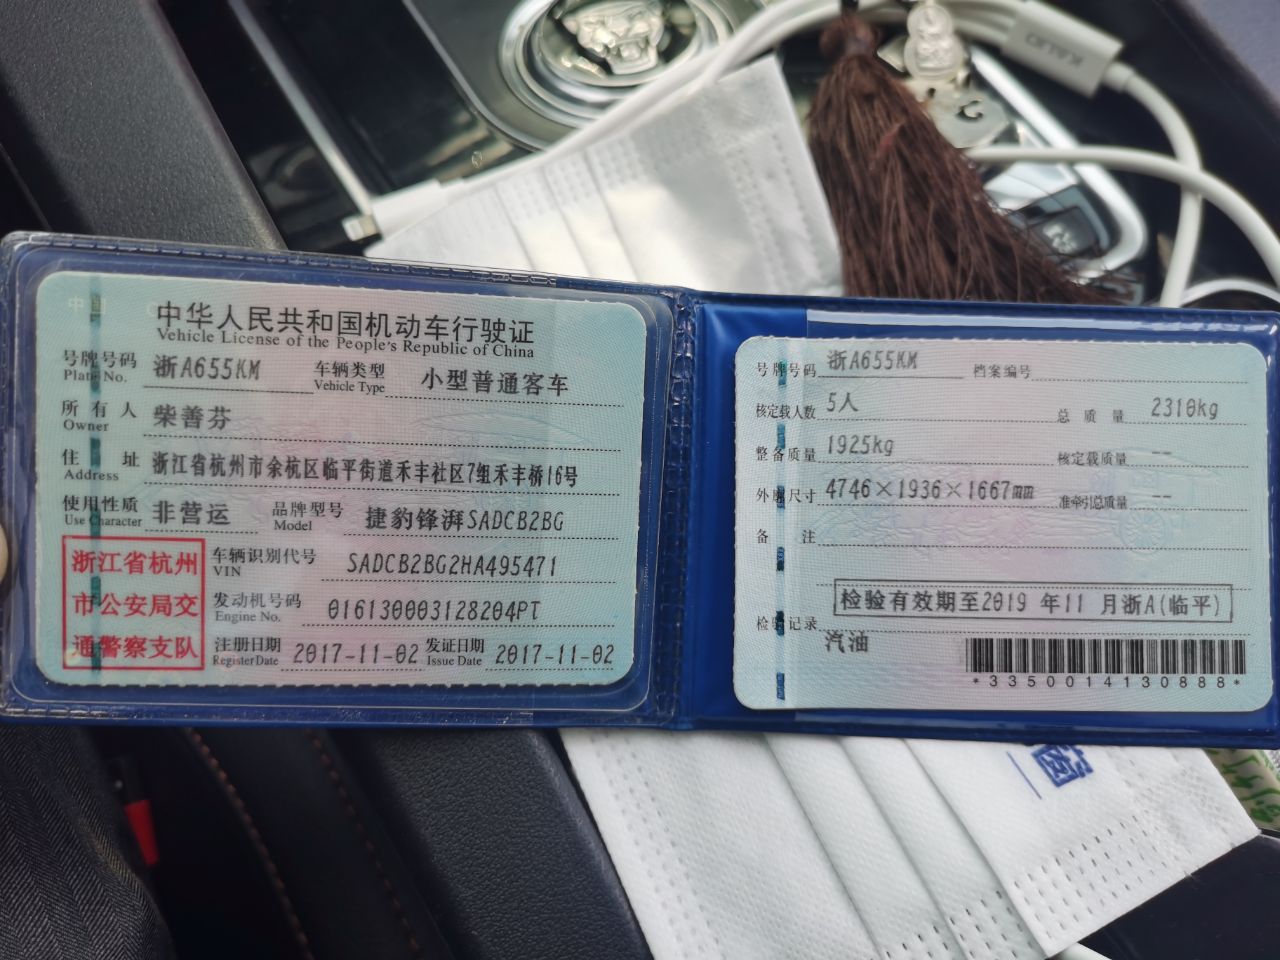 中华人民共和国机动车行驶证
Vehicle License of the People's Republic of China
号牌号码 浙A655KM 车辆类型 小型普通客车
Plate No. Vehicle Type
所有人 柴善芬
Owner
住址 浙江省杭州市余杭区临平街道禾丰社区7组禾丰桥16号
Address
使用性质 非营运 品牌型号 捷豹锋湃SADCB2BG
Use Character Model
浙江省杭州
市公安局交
通警察支队
车辆识别代号 SADCB2BG2HA495471
VIN
发动机号码 016130003128204PT
Engine No.
注册日期 2017-11-02 发证日期 2017-11-02
Register Date Issue Date
号牌号码 浙A655KM 档案编号
核定载人数 5人 总质量 2310kg
整备质量 1925kg 核定载质量 --
外廓尺寸 4746×1936×1667mm 准牵引总质量 --
备注
检验有效期至2019年11月浙A(临平)
检验记录
汽油
*3350014130888*
KALIO